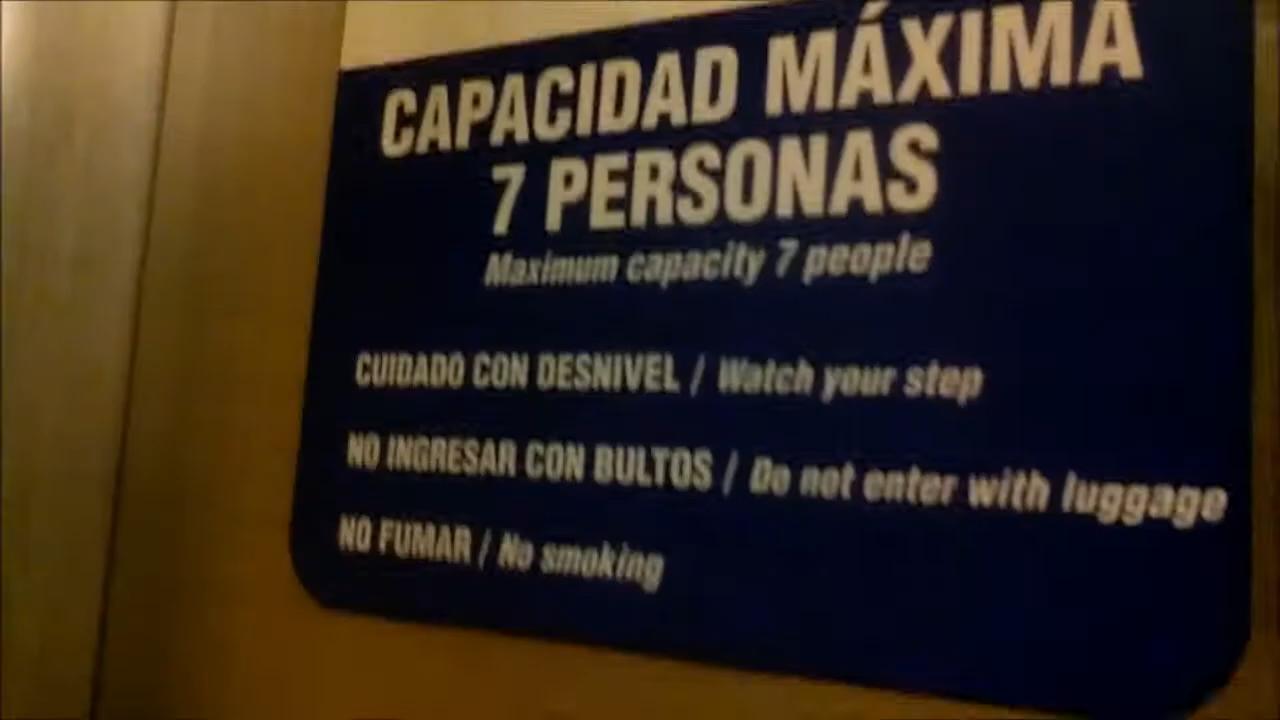 CAPACIDAD MÁXIMA
7 PERSONAS
Maximum capacity 7 people
CUIDADO CON DESNIVEL / Watch your step
NO INGRESAR CON BULTOS / Do not enter with luggage
NO FUMAR / No smoking